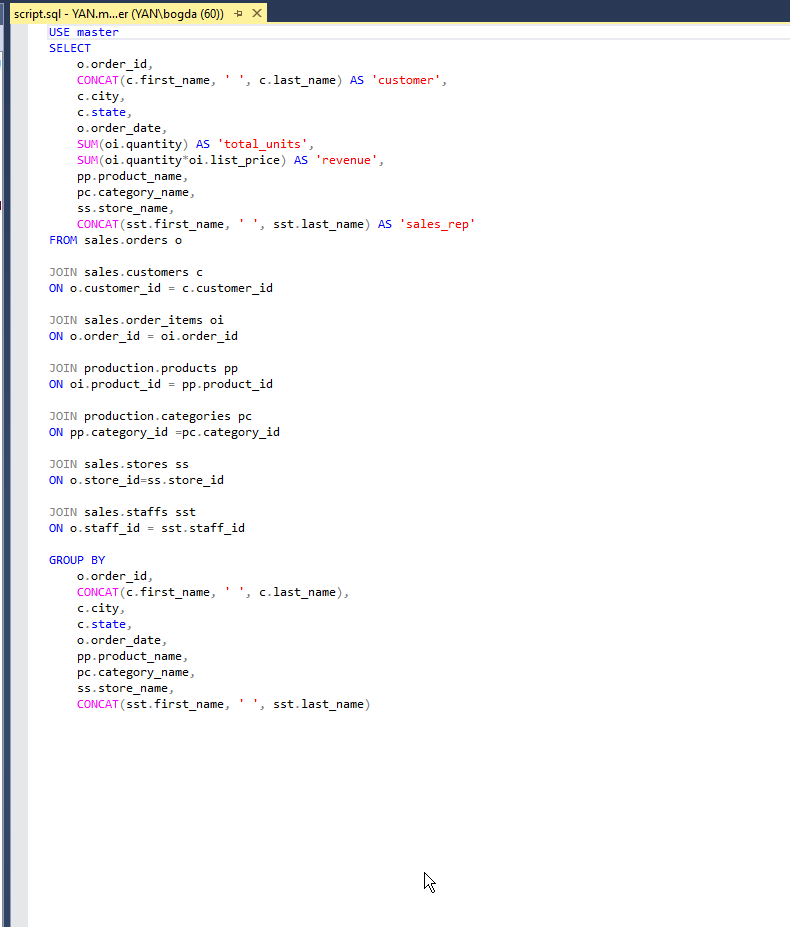 script.sql - YAN.m...er (YAN\bogda (60))
USE master
SELECT
o.order_id,
CONCAT(c.first_name, ' ', c.last_name) AS 'customer',
c.city,
c.state,
o.order_date,
SUM(oi.quantity) AS 'total_units',
SUM(oi.quantity*oi.list_price) AS 'revenue',
pp.product_name,
pc.category_name,
ss.store_name,
CONCAT(sst.first_name, ' ', sst.last_name) AS 'sales_rep'
FROM sales.orders o
JOIN sales.customers c
ON o.customer_id = c.customer_id
JOIN sales.order_items oi
ON o.order_id = oi.order_id
JOIN production.products pp
ON oi.product_id = pp.product_id
JOIN production.categories pc
ON pp.category_id =pc.category_id
JOIN sales.stores ss
ON o.store_id=ss.store_id
JOIN sales.staffs sst
ON o.staff_id = sst.staff_id
GROUP BY
o.order_id,
CONCAT(c.first_name, ' ', c.last_name),
c.city,
c.state,
o.order_date,
pp.product_name,
pc.category_name,
ss.store_name,
CONCAT(sst.first_name, ' ', sst.last_name)